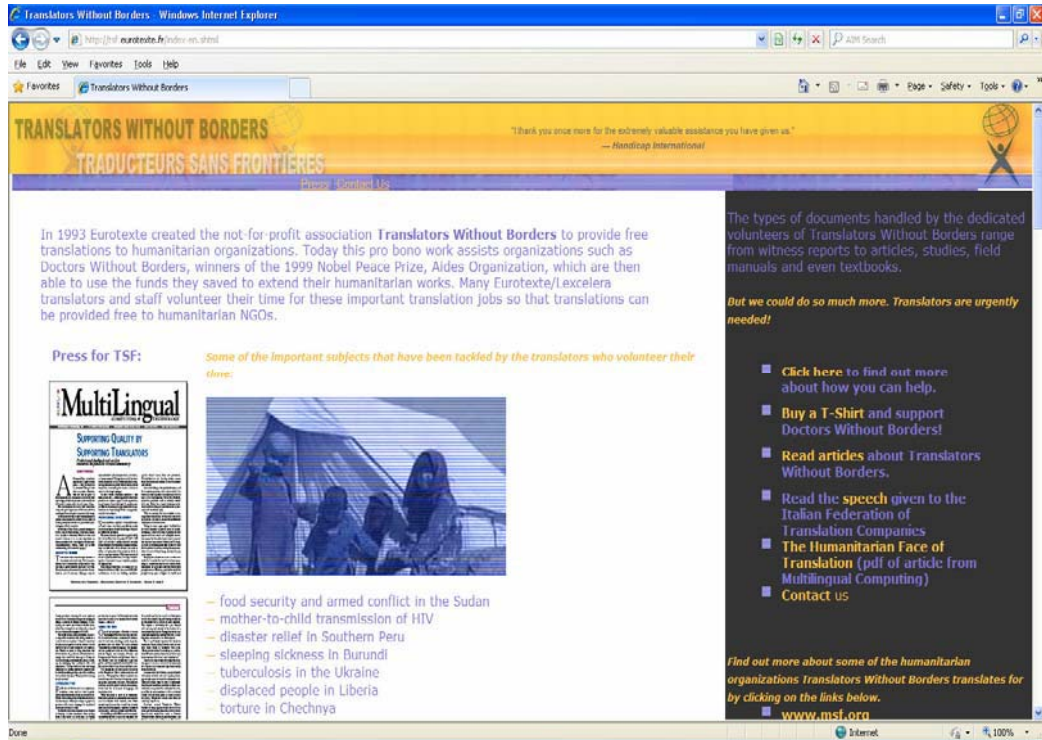 Translators Without Borders - Windows Internet Explorer
http://tsf.eurotexte.fr/index-en.shtml
AIM Search
File Edit View Favorites Tools Help
Favorites
Translators Without Borders
Page Safety Tools
TRANSLATORS WITHOUT BORDERS
TRADUCTEURS SANS FRONTIÈRES
"I thank you once more for the extremely valuable assistance you have given us."
— Handicap International
Press Contact Us
In 1993 Eurotexte created the not-for-profit association Translators Without Borders to provide free
translations to humanitarian organizations. Today this pro bono work assists organizations such as
Doctors Without Borders, winners of the 1999 Nobel Peace Prize, Aides Organization, which are then
able to use the funds they saved to extend their humanitarian works. Many Eurotexte/Lexcelera
translators and staff volunteer their time for these important translation jobs so that translations can
be provided free to humanitarian NGOs.
Press for TSF:
MultiLingual
SUPPORTING QUALITY BY
SUPPORTING TRANSLATORS
Some of the important subjects that have been tackled by the translators who volunteer their
time:
– food security and armed conflict in the Sudan
– mother-to-child transmission of HIV
– disaster relief in Southern Peru
– sleeping sickness in Burundi
– tuberculosis in the Ukraine
– displaced people in Liberia
– torture in Chechnya
The types of documents handled by the dedicated
volunteers of Translators Without Borders range
from witness reports to articles, studies, field
manuals and even textbooks.
But we could do so much more. Translators are urgently
needed!
Click here to find out more
about how you can help.
Buy a T-Shirt and support
Doctors Without Borders!
Read articles about Translators
Without Borders.
Read the speech given to the
Italian Federation of
Translation Companies
The Humanitarian Face of
Translation (pdf of article from
Multilingual Computing)
Contact us
Find out more about some of the humanitarian
organizations Translators Without Borders translates for
by clicking on the links below.
www.msf.org
Done
Internet
100%